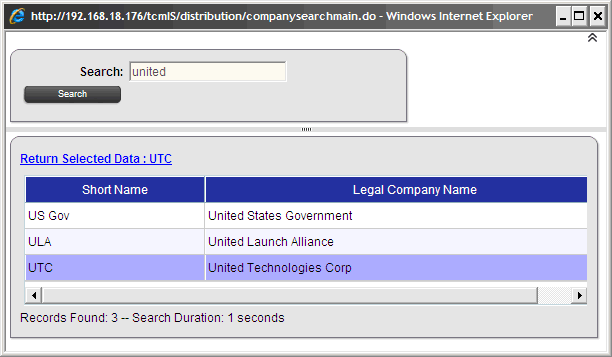 http://192.168.18.176/tcmIS/distribution/companysearchmain.do - Windows Internet Explorer
Search: united
Search
Return Selected Data : UTC
Short Name Legal Company Name
US Gov United States Government
ULA United Launch Alliance
UTC United Technologies Corp
Records Found: 3 -- Search Duration: 1 seconds